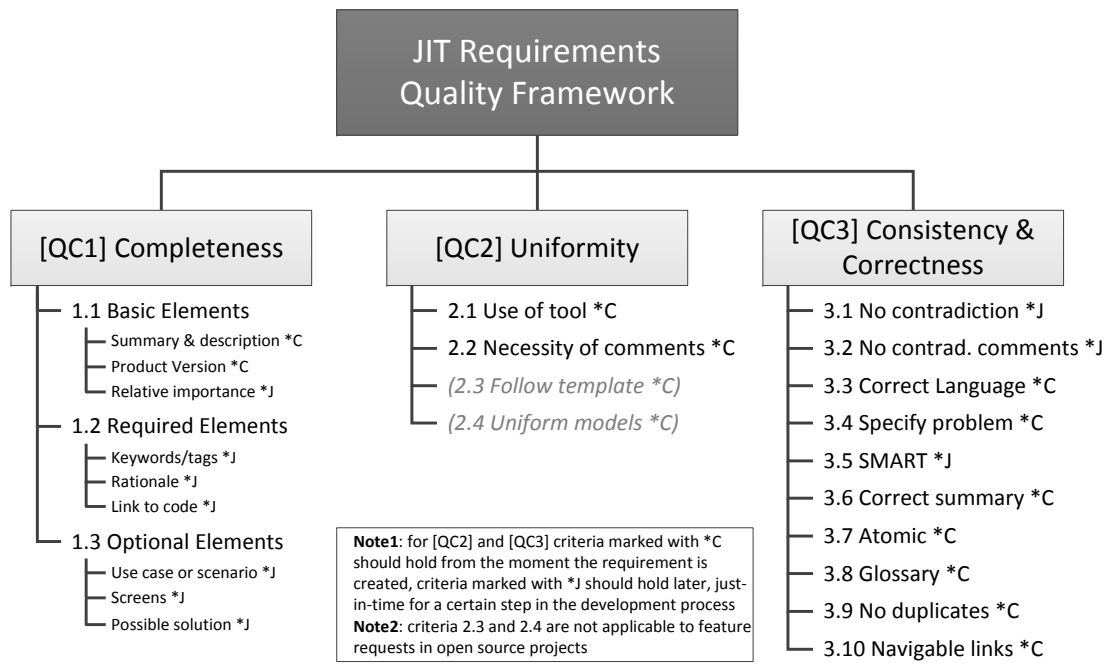 JIT Requirements
Quality Framework
[QC1] Completeness
1.1 Basic Elements
Summary & description *C
Product Version *C
Relative importance *J
1.2 Required Elements
Keywords/tags *J
Rationale *J
Link to code *J
1.3 Optional Elements
Use case or scenario *J
Screens *J
Possible solution *J
[QC2] Uniformity
2.1 Use of tool *C
2.2 Necessity of comments *C
(2.3 Follow template *C)
(2.4 Uniform models *C)
[QC3] Consistency &
Correctness
3.1 No contradiction *J
3.2 No contrad. comments *J
3.3 Correct Language *C
3.4 Specify problem *C
3.5 SMART *J
3.6 Correct summary *C
3.7 Atomic *C
3.8 Glossary *C
3.9 No duplicates *C
3.10 Navigable links *C
Note1: for [QC2] and [QC3] criteria marked with *C
should hold from the moment the requirement is
created, criteria marked with *J should hold later, just-
in-time for a certain step in the development process
Note2: criteria 2.3 and 2.4 are not applicable to feature
requests in open source projects